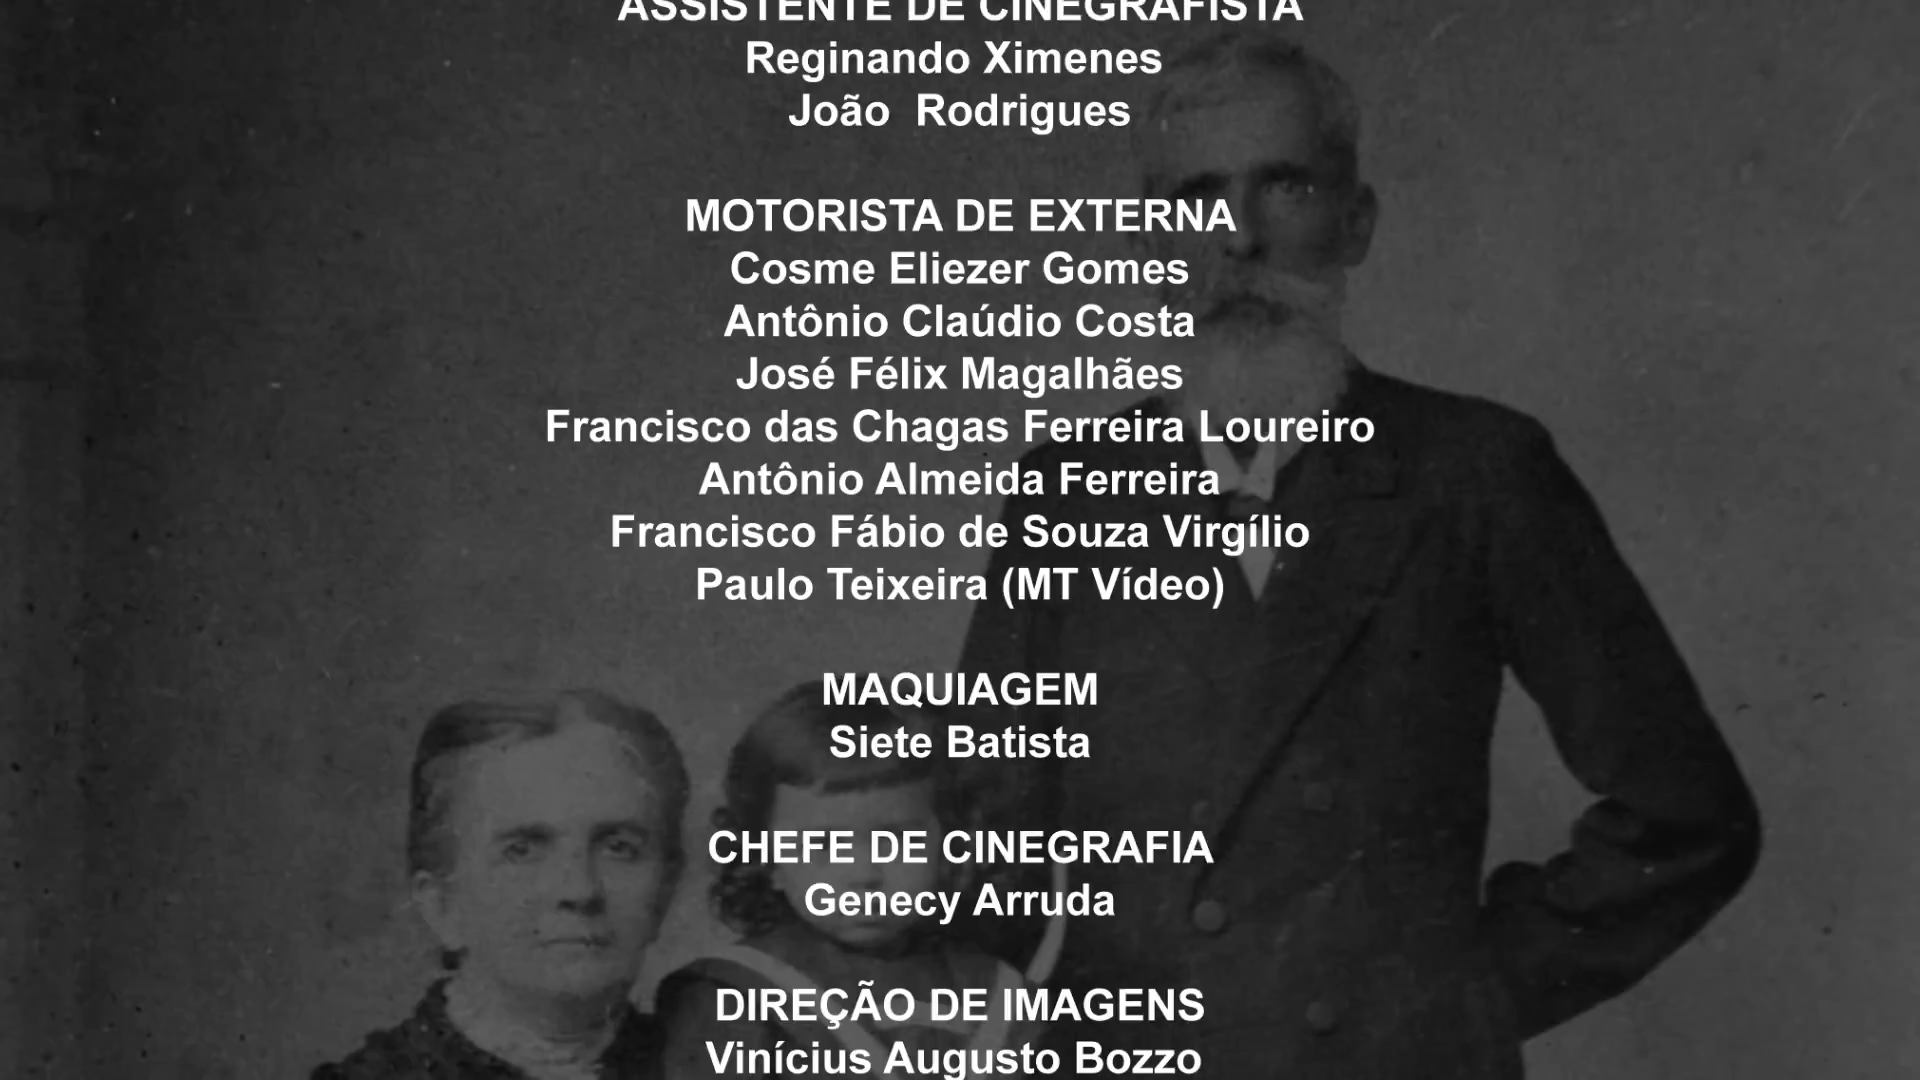 ASSISTENTE DE CINEGRAFISTA
Reginando Ximenes
João  Rodrigues
MOTORISTA DE EXTERNA
Cosme Eliezer Gomes
Antônio Claúdio Costa
José Félix Magalhães
Francisco das Chagas Ferreira Loureiro
Antônio Almeida Ferreira
Francisco Fábio de Souza Virgílio
Paulo Teixeira (MT Vídeo)
MAQUIAGEM
Siete Batista
CHEFE DE CINEGRAFIA
Genecy Arruda
DIREÇÃO DE IMAGENS
Vinícius Augusto Bozzo